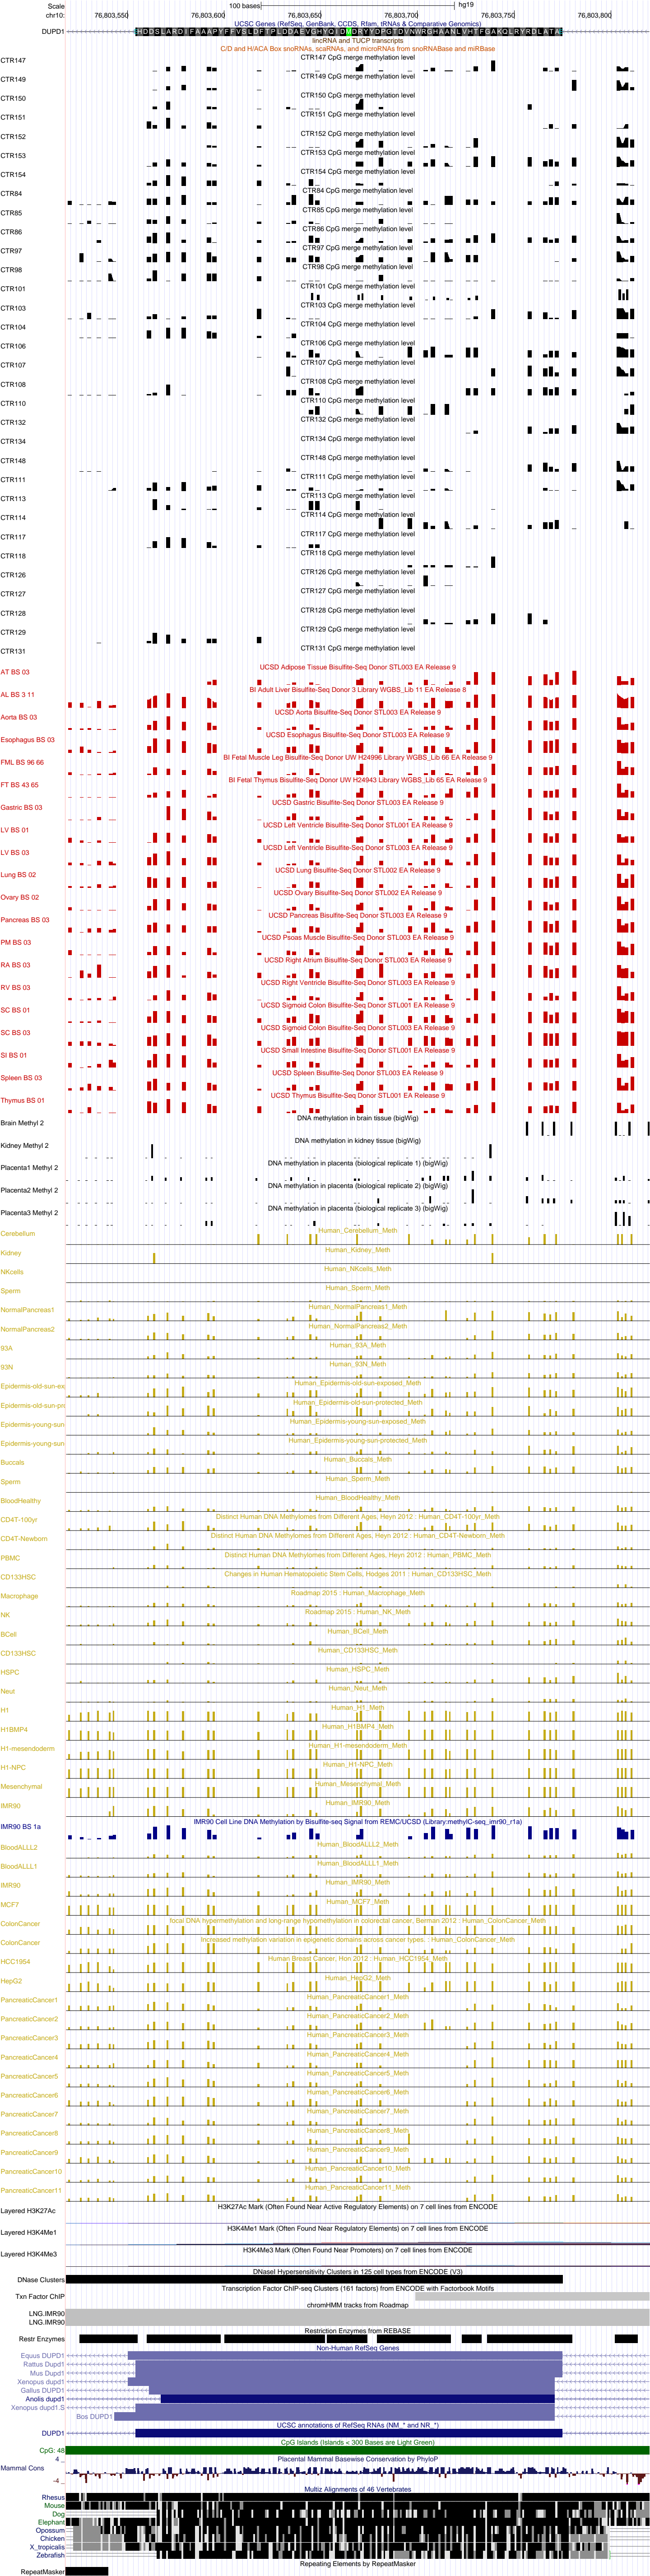 Scale 100 bases hg19
chr10: 76,803,550 76,803,600 76,803,650 76,803,700 76,803,750 76,803,800
UCSC Genes (RefSeq, GenBank, CCDS, Rfam, tRNAs & Comparative Genomics)
DUPD1
lincRNA and TUCP transcripts
C/D and H/ACA Box snoRNAs, scaRNAs, and microRNAs from snoRNABase and miRBase
CTR147 CTR147 CpG merge methylation level
CTR149 CTR149 CpG merge methylation level
CTR150 CTR150 CpG merge methylation level
CTR151 CTR151 CpG merge methylation level
CTR152 CTR152 CpG merge methylation level
CTR153 CTR153 CpG merge methylation level
CTR154 CTR154 CpG merge methylation level
CTR84 CTR84 CpG merge methylation level
CTR85 CTR85 CpG merge methylation level
CTR86 CTR86 CpG merge methylation level
CTR97 CTR97 CpG merge methylation level
CTR98 CTR98 CpG merge methylation level
CTR101 CTR101 CpG merge methylation level
CTR103 CTR103 CpG merge methylation level
CTR104 CTR104 CpG merge methylation level
CTR106 CTR106 CpG merge methylation level
CTR107 CTR107 CpG merge methylation level
CTR108 CTR108 CpG merge methylation level
CTR110 CTR110 CpG merge methylation level
CTR132 CTR132 CpG merge methylation level
CTR134 CTR134 CpG merge methylation level
CTR148 CTR148 CpG merge methylation level
CTR111 CTR111 CpG merge methylation level
CTR113 CTR113 CpG merge methylation level
CTR114 CTR114 CpG merge methylation level
CTR117 CTR117 CpG merge methylation level
CTR118 CTR118 CpG merge methylation level
CTR126 CTR126 CpG merge methylation level
CTR127 CTR127 CpG merge methylation level
CTR128 CTR128 CpG merge methylation level
CTR129 CTR129 CpG merge methylation level
CTR131 CTR131 CpG merge methylation level
UCSD Adipose Tissue Bisulfite-Seq Donor STL003 EA Release 9
AT BS 03
BI Adult Liver Bisulfite-Seq Donor 3 Library WGBS_Lib 11 EA Release 8
AL BS 3 11
UCSD Aorta Bisulfite-Seq Donor STL003 EA Release 9
Aorta BS 03
UCSD Esophagus Bisulfite-Seq Donor STL003 EA Release 9
Esophagus BS 03
BI Fetal Muscle Leg Bisulfite-Seq Donor UW H24996 Library WGBS_Lib 66 EA Release 9
FML BS 96 66
BI Fetal Thymus Bisulfite-Seq Donor UW H24943 Library WGBS_Lib 65 EA Release 9
FT BS 43 65
UCSD Gastric Bisulfite-Seq Donor STL003 EA Release 9
Gastric BS 03
UCSD Left Ventricle Bisulfite-Seq Donor STL001 EA Release 9
LV BS 01
UCSD Left Ventricle Bisulfite-Seq Donor STL003 EA Release 9
LV BS 03
UCSD Lung Bisulfite-Seq Donor STL002 EA Release 9
Lung BS 02
UCSD Ovary Bisulfite-Seq Donor STL002 EA Release 9
Ovary BS 02
UCSD Pancreas Bisulfite-Seq Donor STL003 EA Release 9
Pancreas BS 03
UCSD Psoas Muscle Bisulfite-Seq Donor STL003 EA Release 9
PM BS 03
UCSD Right Atrium Bisulfite-Seq Donor STL003 EA Release 9
RA BS 03
UCSD Right Ventricle Bisulfite-Seq Donor STL003 EA Release 9
RV BS 03
UCSD Sigmoid Colon Bisulfite-Seq Donor STL001 EA Release 9
SC BS 01
UCSD Sigmoid Colon Bisulfite-Seq Donor STL003 EA Release 9
SC BS 03
UCSD Small Intestine Bisulfite-Seq Donor STL001 EA Release 9
SI BS 01
UCSD Spleen Bisulfite-Seq Donor STL003 EA Release 9
Spleen BS 03
UCSD Thymus Bisulfite-Seq Donor STL001 EA Release 9
Thymus BS 01
DNA methylation in brain tissue (bigWig)
Brain Methyl 2
DNA methylation in kidney tissue (bigWig)
Kidney Methyl 2
DNA methylation in placenta (biological replicate 1) (bigWig)
Placenta1 Methyl 2
DNA methylation in placenta (biological replicate 2) (bigWig)
Placenta2 Methyl 2
DNA methylation in placenta (biological replicate 3) (bigWig)
Placenta3 Methyl 2
Cerebellum Human_Cerebellum_Meth
Kidney Human_Kidney_Meth
NKcells Human_NKcells_Meth
Sperm Human_Sperm_Meth
NormalPancreas1 Human_NormalPancreas1_Meth
NormalPancreas2 Human_NormalPancreas2_Meth
93A Human_93A_Meth
93N Human_93N_Meth
Epidermis-old-sun-ex Human_Epidermis-old-sun-exposed_Meth
Epidermis-old-sun-pr Human_Epidermis-old-sun-protected_Meth
Epidermis-young-sun Human_Epidermis-young-sun-exposed_Meth
Epidermis-young-sun Human_Epidermis-young-sun-protected_Meth
Buccals Human_Buccals_Meth
Sperm Human_Sperm_Meth
BloodHealthy Human_BloodHealthy_Meth
CD4T-100yr Distinct Human DNA Methylomes from Different Ages, Heyn 2012 : Human_CD4T-100yr_Meth
CD4T-Newborn Distinct Human DNA Methylomes from Different Ages, Heyn 2012 : Human_CD4T-Newborn_Meth
PBMC Distinct Human DNA Methylomes from Different Ages, Heyn 2012 : Human_PBMC_Meth
CD133HSC Changes in Human Hematopoietic Stem Cells, Hodges 2011 : Human_CD133HSC_Meth
Macrophage Roadmap 2015 : Human_Macrophage_Meth
NK Roadmap 2015 : Human_NK_Meth
BCell Human_BCell_Meth
CD133HSC Human_CD133HSC_Meth
HSPC Human_HSPC_Meth
Neut Human_Neut_Meth
H1 Human_H1_Meth
H1BMP4 Human_H1BMP4_Meth
H1-mesendoderm Human_H1-mesendoderm_Meth
H1-NPC Human_H1-NPC_Meth
Mesenchymal Human_Mesenchymal_Meth
IMR90 Human_IMR90_Meth
IMR90 Cell Line DNA Methylation by Bisulfite-seq Signal from REMC/UCSD (Library:methylC-seq_imr90_r1a)
IMR90 BS 1a
BloodALLL2 Human_BloodALLL2_Meth
BloodALLL1 Human_BloodALLL1_Meth
IMR90 Human_IMR90_Meth
MCF7 Human_MCF7_Meth
ColonCancer focal DNA hypermethylation and long-range hypomethylation in colorectal cancer, Berman 2012 : Human_ColonCancer_Meth
ColonCancer Increased methylation variation in epigenetic domains across cancer types. : Human_ColonCancer_Meth
HCC1954 Human Breast Cancer, Hon 2012 : Human_HCC1954_Meth
HepG2 Human_HepG2_Meth
PancreaticCancer1 Human_PancreaticCancer1_Meth
PancreaticCancer2 Human_PancreaticCancer2_Meth
PancreaticCancer3 Human_PancreaticCancer3_Meth
PancreaticCancer4 Human_PancreaticCancer4_Meth
PancreaticCancer5 Human_PancreaticCancer5_Meth
PancreaticCancer6 Human_PancreaticCancer6_Meth
PancreaticCancer7 Human_PancreaticCancer7_Meth
PancreaticCancer8 Human_PancreaticCancer8_Meth
PancreaticCancer9 Human_PancreaticCancer9_Meth
PancreaticCancer10 Human_PancreaticCancer10_Meth
PancreaticCancer11 Human_PancreaticCancer11_Meth
H3K27Ac Mark (Often Found Near Active Regulatory Elements) on 7 cell lines from ENCODE
Layered H3K27Ac
H3K4Me1 Mark (Often Found Near Regulatory Elements) on 7 cell lines from ENCODE
Layered H3K4Me1
H3K4Me3 Mark (Often Found Near Promoters) on 7 cell lines from ENCODE
Layered H3K4Me3
DNaseI Hypersensitivity Clusters in 125 cell types from ENCODE (V3)
DNase Clusters
Transcription Factor ChIP-seq Clusters (161 factors) from ENCODE with Factorbook Motifs
Txn Factor ChIP
chromHMM tracks from Roadmap
LNG.IMR90
LNG.IMR90
Restriction Enzymes from REBASE
Restr Enzymes
Non-Human RefSeq Genes
Equus DUPD1
Rattus Dupd1
Mus Dupd1
Xenopus dupd1
Gallus DUPD1
Anolis dupd1
Xenopus dupd1.S
Bos DUPD1
UCSC annotations of RefSeq RNAs (NM_* and NR_*)
DUPD1
CpG Islands (Islands < 300 Bases are Light Green)
CpG: 48
Placental Mammal Basewise Conservation by PhyloP
4 _
Mammal Cons
-4 _
Multiz Alignments of 46 Vertebrates
Rhesus
Mouse
Dog
Elephant
Opossum
Chicken
X_tropicalis
Zebrafish
Repeating Elements by RepeatMasker
RepeatMasker